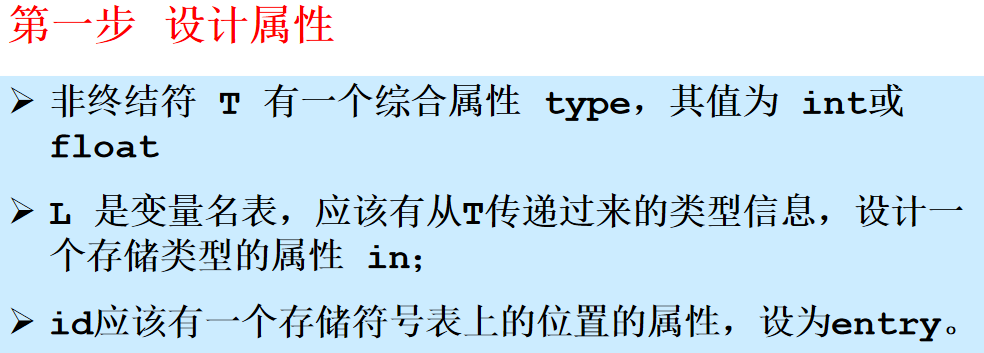 第一步 设计属性
➢ 非终结符 T 有一个综合属性 type，其值为 int或
float
➢ L 是变量名表，应该有从T传递过来的类型信息，设计一
个存储类型的属性 in；
➢ id应该有一个存储符号表上的位置的属性，设为entry。